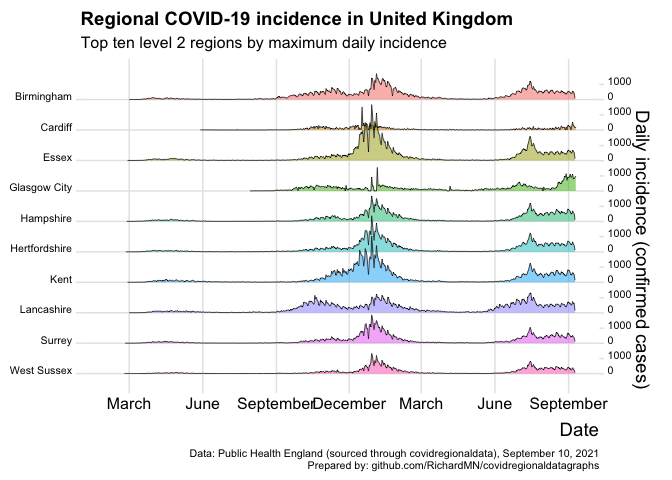 Regional COVID-19 incidence in United Kingdom
Top ten level 2 regions by maximum daily incidence
Birmingham
1000
0
Cardiff
1000
0
Essex
1000
0
Glasgow City
1000
0
Hampshire
1000
0
Hertfordshire
1000
0
Kent
1000
0
Lancashire
1000
0
Surrey
1000
0
West Sussex
1000
0
Daily incidence (confirmed cases)
March June September December March June September
Date
Data: Public Health England (sourced through covidregionaldata), September 10, 2021
Prepared by: github.com/RichardMN/covidregionaldatagraphs